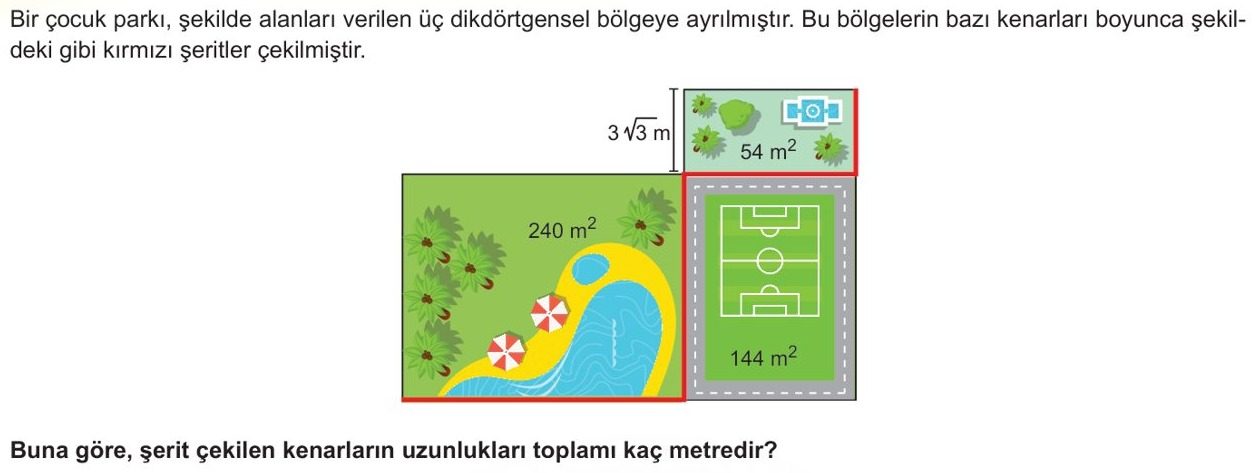 Bir çocuk parkı, şekilde alanları verilen üç dikdörtgensel bölgeye ayrılmıştır. Bu bölgelerin bazı kenarları boyunca şekil-
deki gibi kırmızı şeritler çekilmiştir.
3√3 m
54 m²
240 m²
144 m²
Buna göre, şerit çekilen kenarların uzunlukları toplamı kaç metredir?